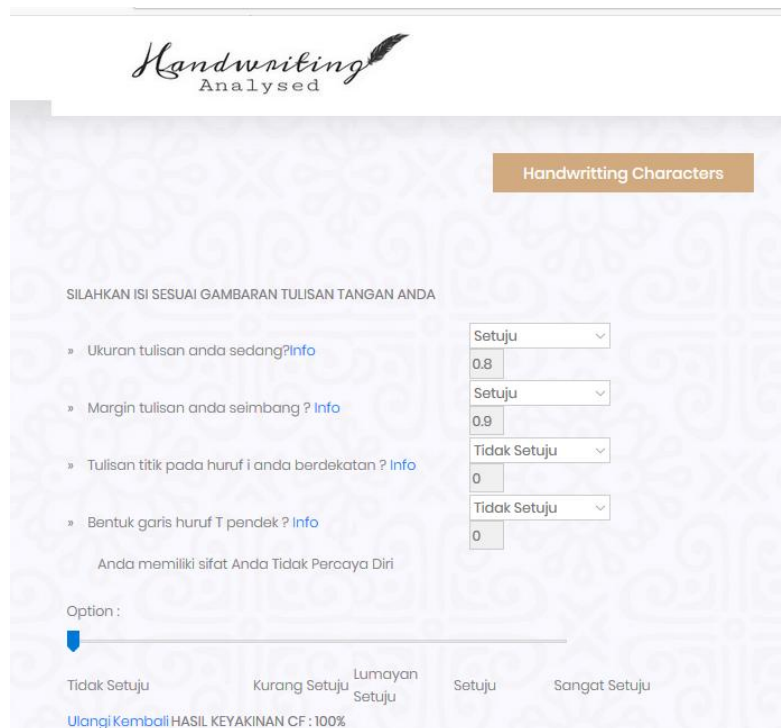 Handwriting
Analysed
Handwritting Characters
SILAHKAN ISI SESUAI GAMBARAN TULISAN TANGAN ANDA
» Ukuran tulisan anda sedang?Info Setuju
0.8
» Margin tulisan anda seimbang ? Info Setuju
0.9
» Tulisan titik pada huruf i anda berdekatan ? Info Tidak Setuju
0
» Bentuk garis huruf T pendek ? Info Tidak Setuju
0
Anda memiliki sifat Anda Tidak Percaya Diri
Option :
Tidak Setuju Kurang Setuju Lumayan Setuju Setuju Sangat Setuju
Ulangi Kembali HASIL KEYAKINAN CF : 100%